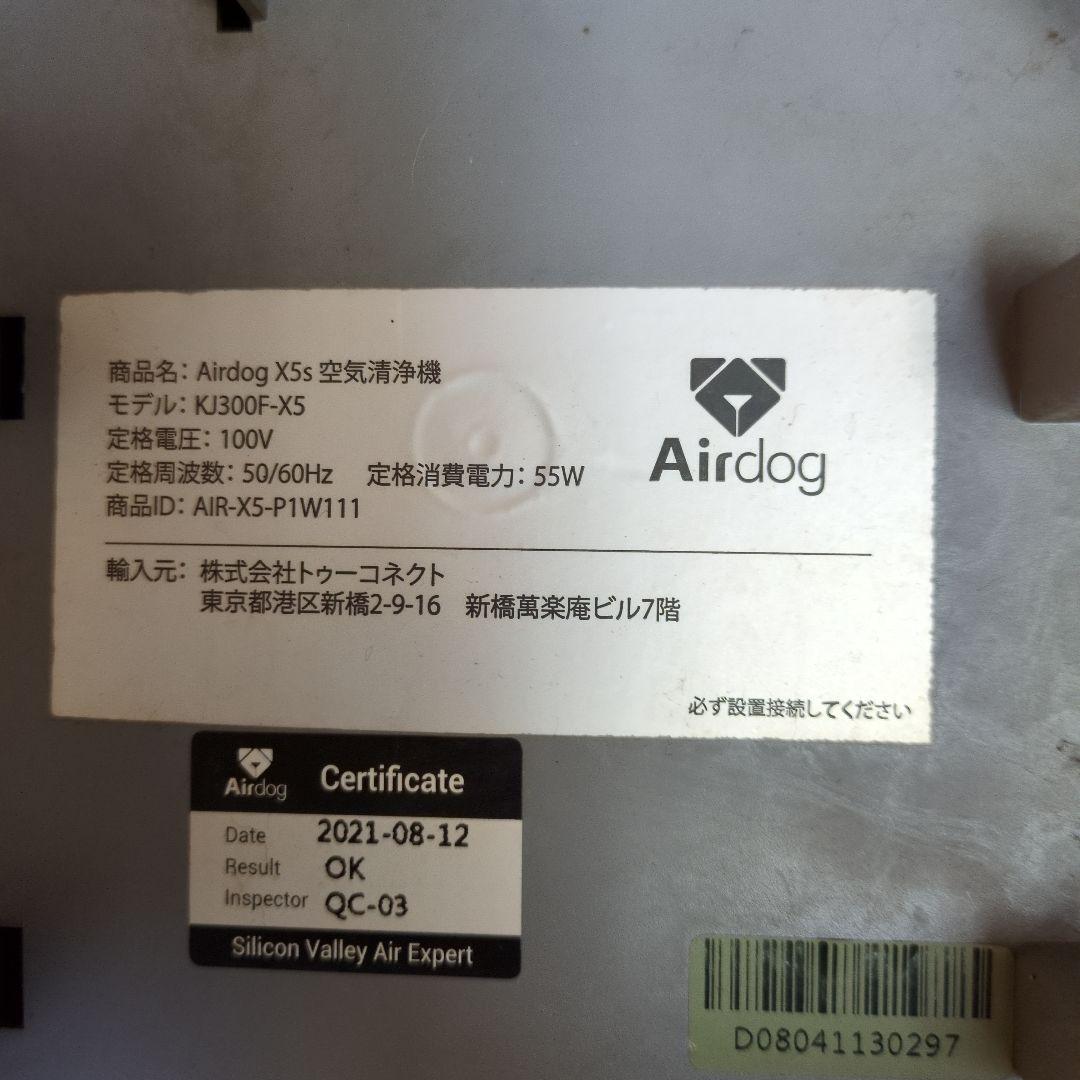 商品名：Airdog X5s 空気清浄機
モデル：KJ300F-X5
定格電圧：100V
定格周波数：50/60Hz 定格消費電力：55W
商品ID：AIR-X5-P1W111
Airdog
輸入元：株式会社トゥーコネクト
東京都港区新橋2-9-16 新橋萬楽庵ビル7階
必ず設置接続してください
Airdog Certificate
Date 2021-08-12
Result OK
Inspector QC-03
Silicon Valley Air Expert
D08041130297